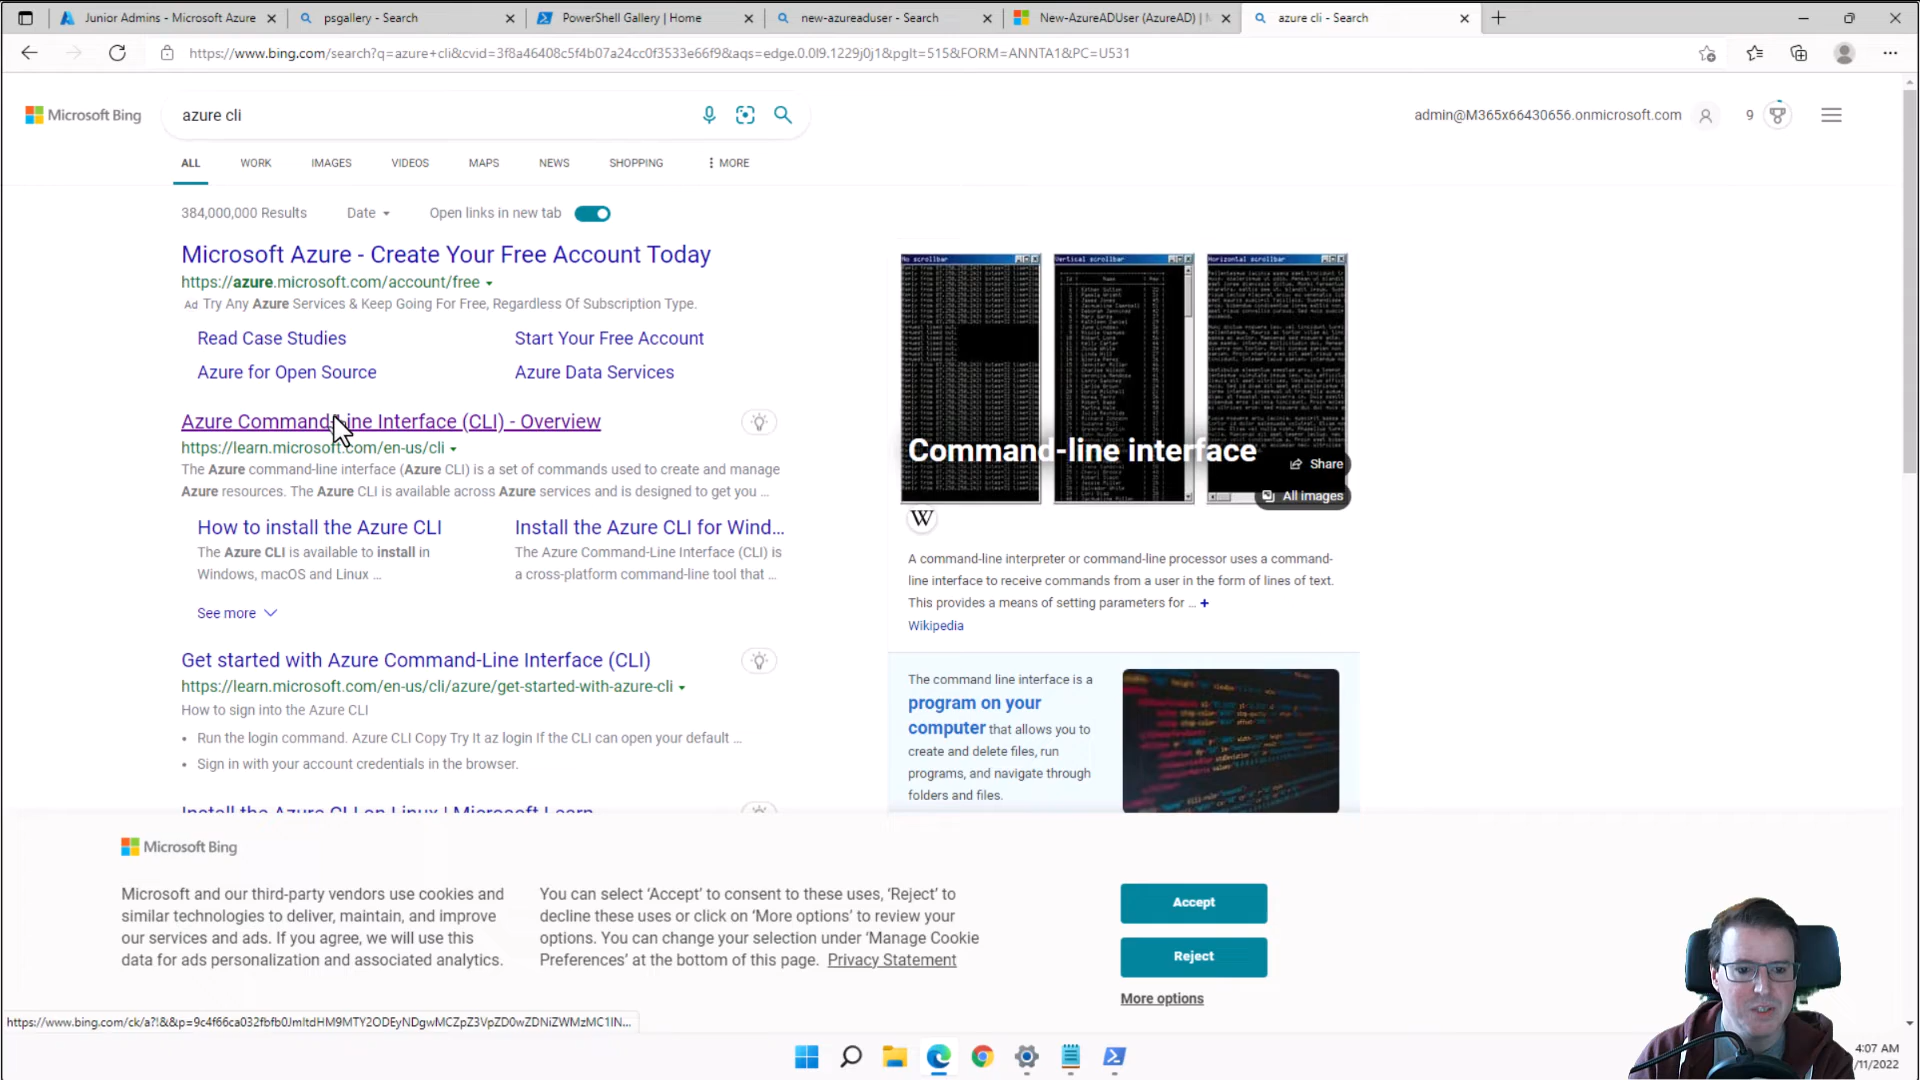 Junior Admins - Microsoft Azure
psgallery - Search
PowerShell Gallery | Home
new-azureaduser - Search
New-AzureADUser (AzureAD) |
azure cli - Search
https://www.bing.com/search?q=azure+cli&cvid=3f8a46408c5f4b07a24cc0f3533e66f9&aqs=edge.0.0l9.1229j0j1&pglt=515&FORM=ANNTA1&PC=U531
Microsoft Bing
azure cli
admin@M365x66430656.onmicrosoft.com
9
ALL
WORK
IMAGES
VIDEOS
MAPS
NEWS
SHOPPING
MORE
384,000,000 Results
Date
Open links in new tab
Microsoft Azure - Create Your Free Account Today
https://azure.microsoft.com/account/free
Ad Try Any Azure Services & Keep Going For Free, Regardless Of Subscription Type.
Read Case Studies
Start Your Free Account
Azure for Open Source
Azure Data Services
Azure Command-Line Interface (CLI) - Overview
https://learn.microsoft.com/en-us/cli
The Azure command-line interface (Azure CLI) is a set of commands used to create and manage
Azure resources. The Azure CLI is available across Azure services and is designed to get you ...
How to install the Azure CLI
The Azure CLI is available to install in
Windows, macOS and Linux ...
Install the Azure CLI for Wind...
The Azure Command-Line Interface (CLI) is
a cross-platform command-line tool that ...
See more
Get started with Azure Command-Line Interface (CLI)
https://learn.microsoft.com/en-us/cli/azure/get-started-with-azure-cli
How to sign into the Azure CLI
• Run the login command. Azure CLI Copy Try It az login If the CLI can open your default ...
• Sign in with your account credentials in the browser.
Install the Azure CLI on Linux | Microsoft Learn
No scrollbar
Vertical scrollbar
Horizontal scrollbar
Command-line interface
Share
All images
W
A command-line interpreter or command-line processor uses a command-
line interface to receive commands from a user in the form of lines of text.
This provides a means of setting parameters for ... +
Wikipedia
The command line interface is a
program on your
computer that allows you to
create and delete files, run
programs, and navigate through
folders and files.
Microsoft Bing
Microsoft and our third-party vendors use cookies and
similar technologies to deliver, maintain, and improve
our services and ads. If you agree, we will use this
data for ads personalization and associated analytics.
You can select 'Accept' to consent to these uses, 'Reject' to
decline these uses or click on 'More options' to review your
options. You can change your selection under 'Manage Cookie
Preferences' at the bottom of this page. Privacy Statement
Accept
Reject
More options
4:07 AM
/11/2022